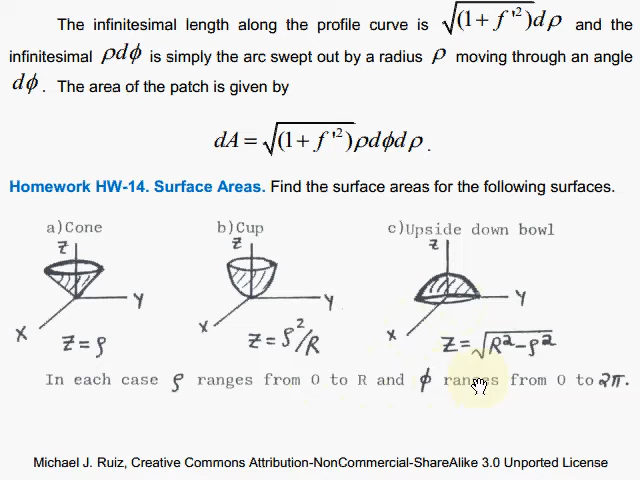 The infinitesimal length along the profile curve is √(1 + f'²)dρ and the
infinitesimal ρdϕ is simply the arc swept out by a radius ρ moving through an angle
dϕ. The area of the patch is given by
dA = √(1 + f'²)ρdϕdρ.
Homework HW-14. Surface Areas. Find the surface areas for the following surfaces.
a)Cone b)Cup c)Upside down bowl
Z Z Z
Y Y Y
X X X
Z = ρ Z = ρ²/R Z = √R² − ρ²
In each case ρ ranges from 0 to R and ϕ ranges from 0 to 2π.
Michael J. Ruiz, Creative Commons Attribution-NonCommercial-ShareAlike 3.0 Unported License